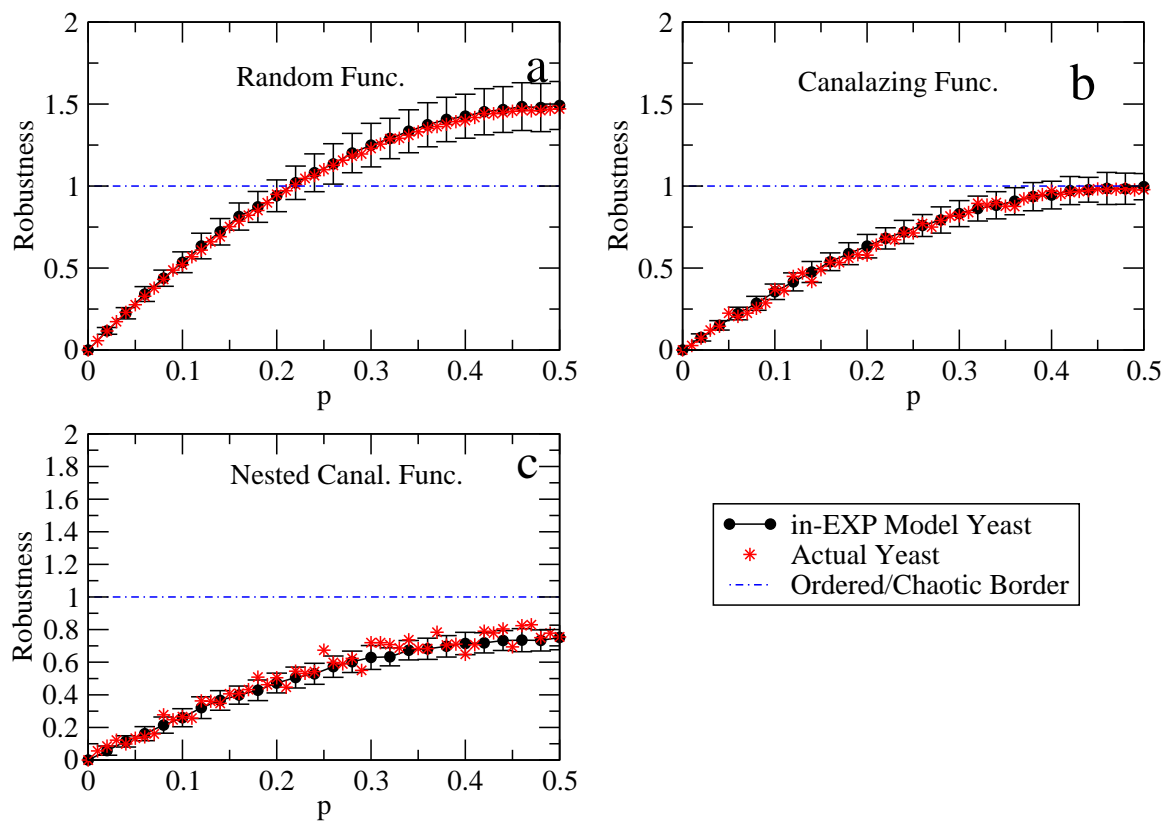 2
1.5
1
0.5
0
Robustness
Random Func.
a
0
0.1
0.2
0.3
0.4
0.5
p
2
1.5
1
0.5
0
Robustness
Canalazing Func.
b
0
0.1
0.2
0.3
0.4
0.5
p
2
1.8
1.6
1.4
1.2
1
0.8
0.6
0.4
0.2
0
Robustness
Nested Canal. Func.
c
0
0.1
0.2
0.3
0.4
0.5
p
in-EXP Model Yeast
Actual Yeast
Ordered/Chaotic Border